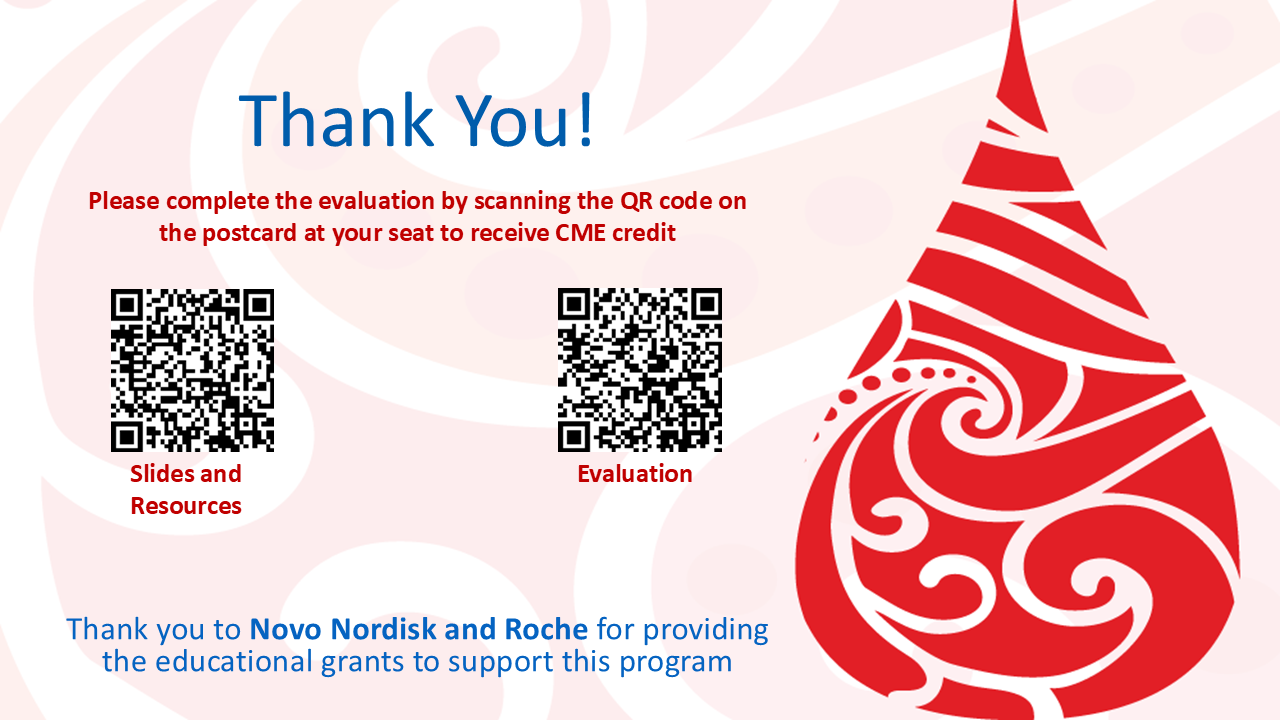 Thank You!
Please complete the evaluation by scanning the QR code on
the postcard at your seat to receive CME credit
Slides and
Resources
Evaluation
Thank you to Novo Nordisk and Roche for providing
the educational grants to support this program